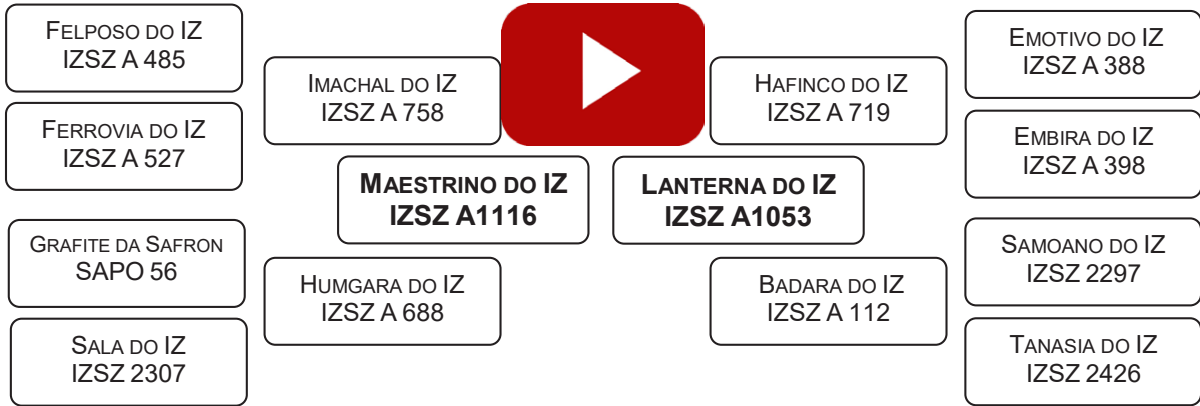 FELPOSO DO IZ
IZSZ A 485
FERROVIA DO IZ
IZSZ A 527
GRAFITE DA SAFRON
SAPO 56
SALA DO IZ
IZSZ 2307
IMACHAL DO IZ
IZSZ A 758
HUMGARA DO IZ
IZSZ A 688
MAESTRINO DO IZ
IZSZ A1116
LANTERNA DO IZ
IZSZ A1053
HAFINCO DO IZ
IZSZ A 719
BADARA DO IZ
IZSZ A 112
EMOTIVO DO IZ
IZSZ A 388
EMBIRA DO IZ
IZSZ A 398
SAMOANO DO IZ
IZSZ 2297
TANASIA DO IZ
IZSZ 2426